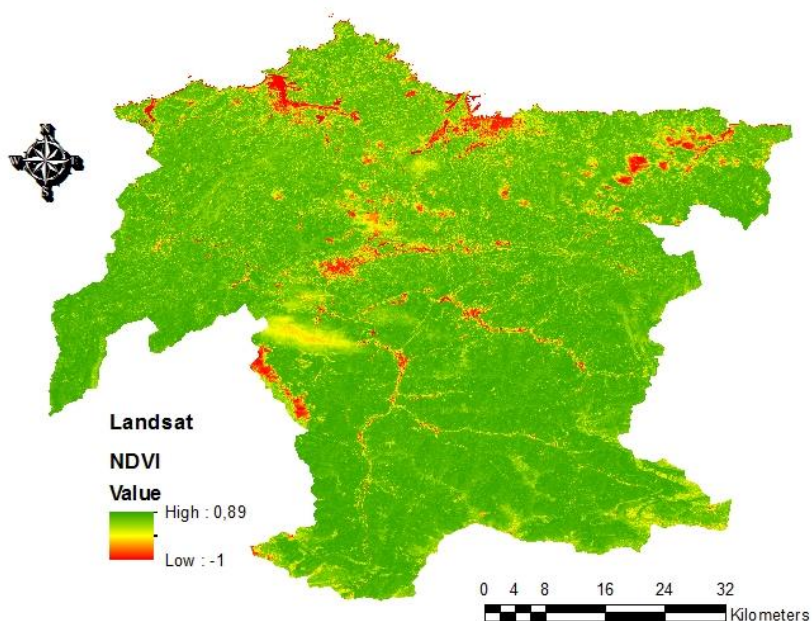 Landsat
NDVI
Value
High : 0,89
Low : -1
0 4 8 16 24 32
Kilometers